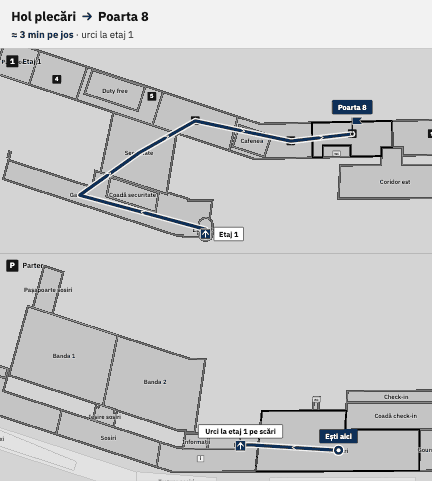 Hol plecări → Poarta 8
≈ 3 min pe jos · urci la etaj 1
1 Etaj 1
4
Duty free
5
Poarta 8
Cafenea
Coridor est
Coadă securitate
Etaj 1
P Parter
Pașapoarte sosiri
Banda 1
Banda 2
Check-in
Coadă check-in
Sosiri
Informații
Urci la etaj 1 pe scări
Ești aici